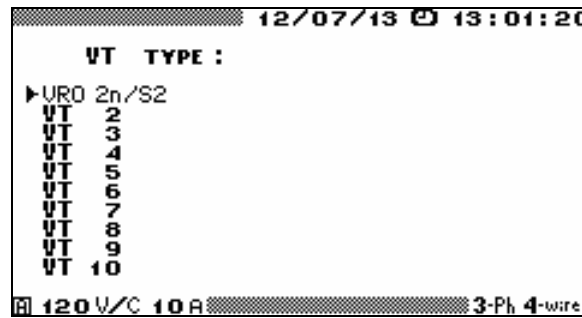 12/07/13 13:01:20
VT TYPE :
VRO 2n/S2
VT 2
VT 3
VT 4
VT 5
VT 6
VT 7
VT 8
VT 9
VT 10
A 120 V/C 10 A 3-Ph 4-wire